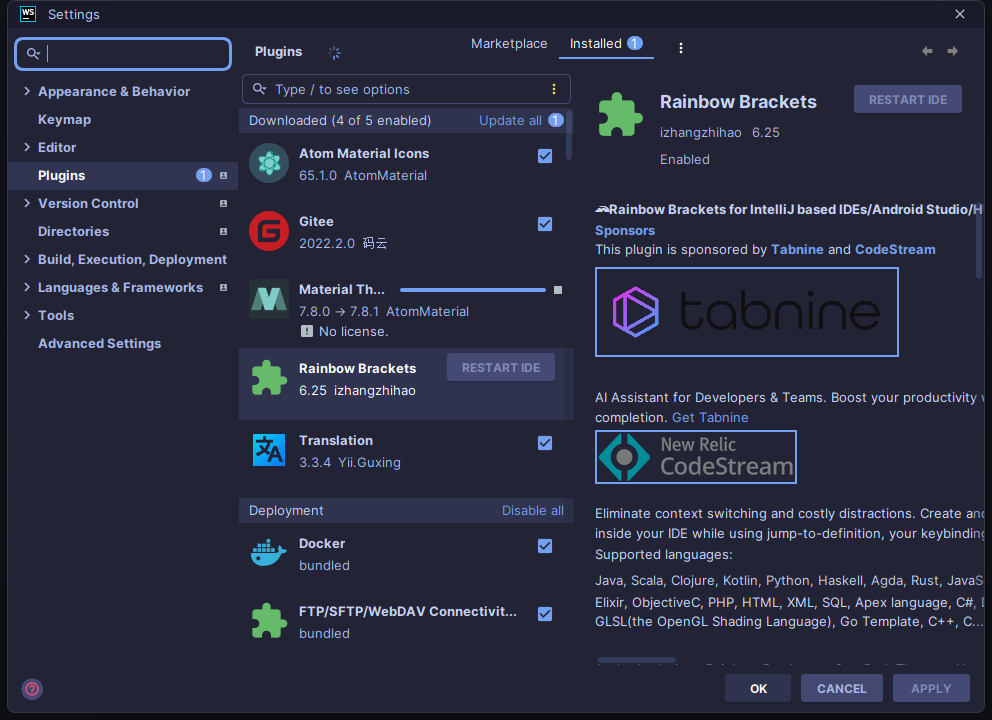 WS Settings
Plugins
Marketplace
Installed 1
Type / to see options
Appearance & Behavior
Keymap
Editor
Plugins 1
Version Control
Directories
Build, Execution, Deployment
Languages & Frameworks
Tools
Advanced Settings
Downloaded (4 of 5 enabled) Update all 1
Atom Material Icons
65.1.0 AtomMaterial
Gitee
2022.2.0 码云
Material Th...
7.8.0 → 7.8.1 AtomMaterial
No license.
Rainbow Brackets RESTART IDE
6.25 izhangzhihao
Translation
3.3.4 Yii.Guxing
Deployment Disable all
Docker
bundled
FTP/SFTP/WebDAV Connectivit...
bundled
Rainbow Brackets RESTART IDE
izhangzhihao 6.25
Enabled
Rainbow Brackets for IntelliJ based IDEs/Android Studio/H
Sponsors
This plugin is sponsored by Tabnine and CodeStream
tabnine
AI Assistant for Developers & Teams. Boost your productivity
completion. Get Tabnine
New Relic
CodeStream
Eliminate context switching and costly distractions. Create and
inside your IDE while using jump-to-definition, your keybinding
Supported languages:
Java, Scala, Clojure, Kotlin, Python, Haskell, Agda, Rust, JavaS
Elixir, ObjectiveC, PHP, HTML, XML, SQL, Apex language, C#,
GLSL(the OpenGL Shading Language), Go Template, C++, C...
OK CANCEL APPLY